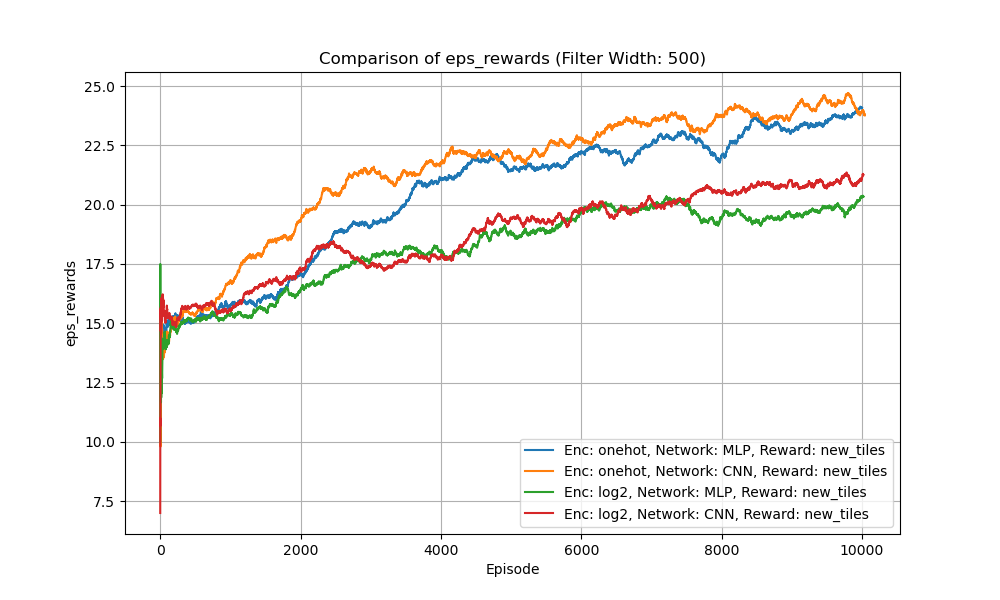 Comparison of eps_rewards (Filter Width: 500)
25.0
22.5
20.0
17.5
15.0
12.5
10.0
7.5
eps_rewards
Enc: onehot, Network: MLP, Reward: new_tiles
Enc: onehot, Network: CNN, Reward: new_tiles
Enc: log2, Network: MLP, Reward: new_tiles
Enc: log2, Network: CNN, Reward: new_tiles
0 2000 4000 6000 8000 10000
Episode